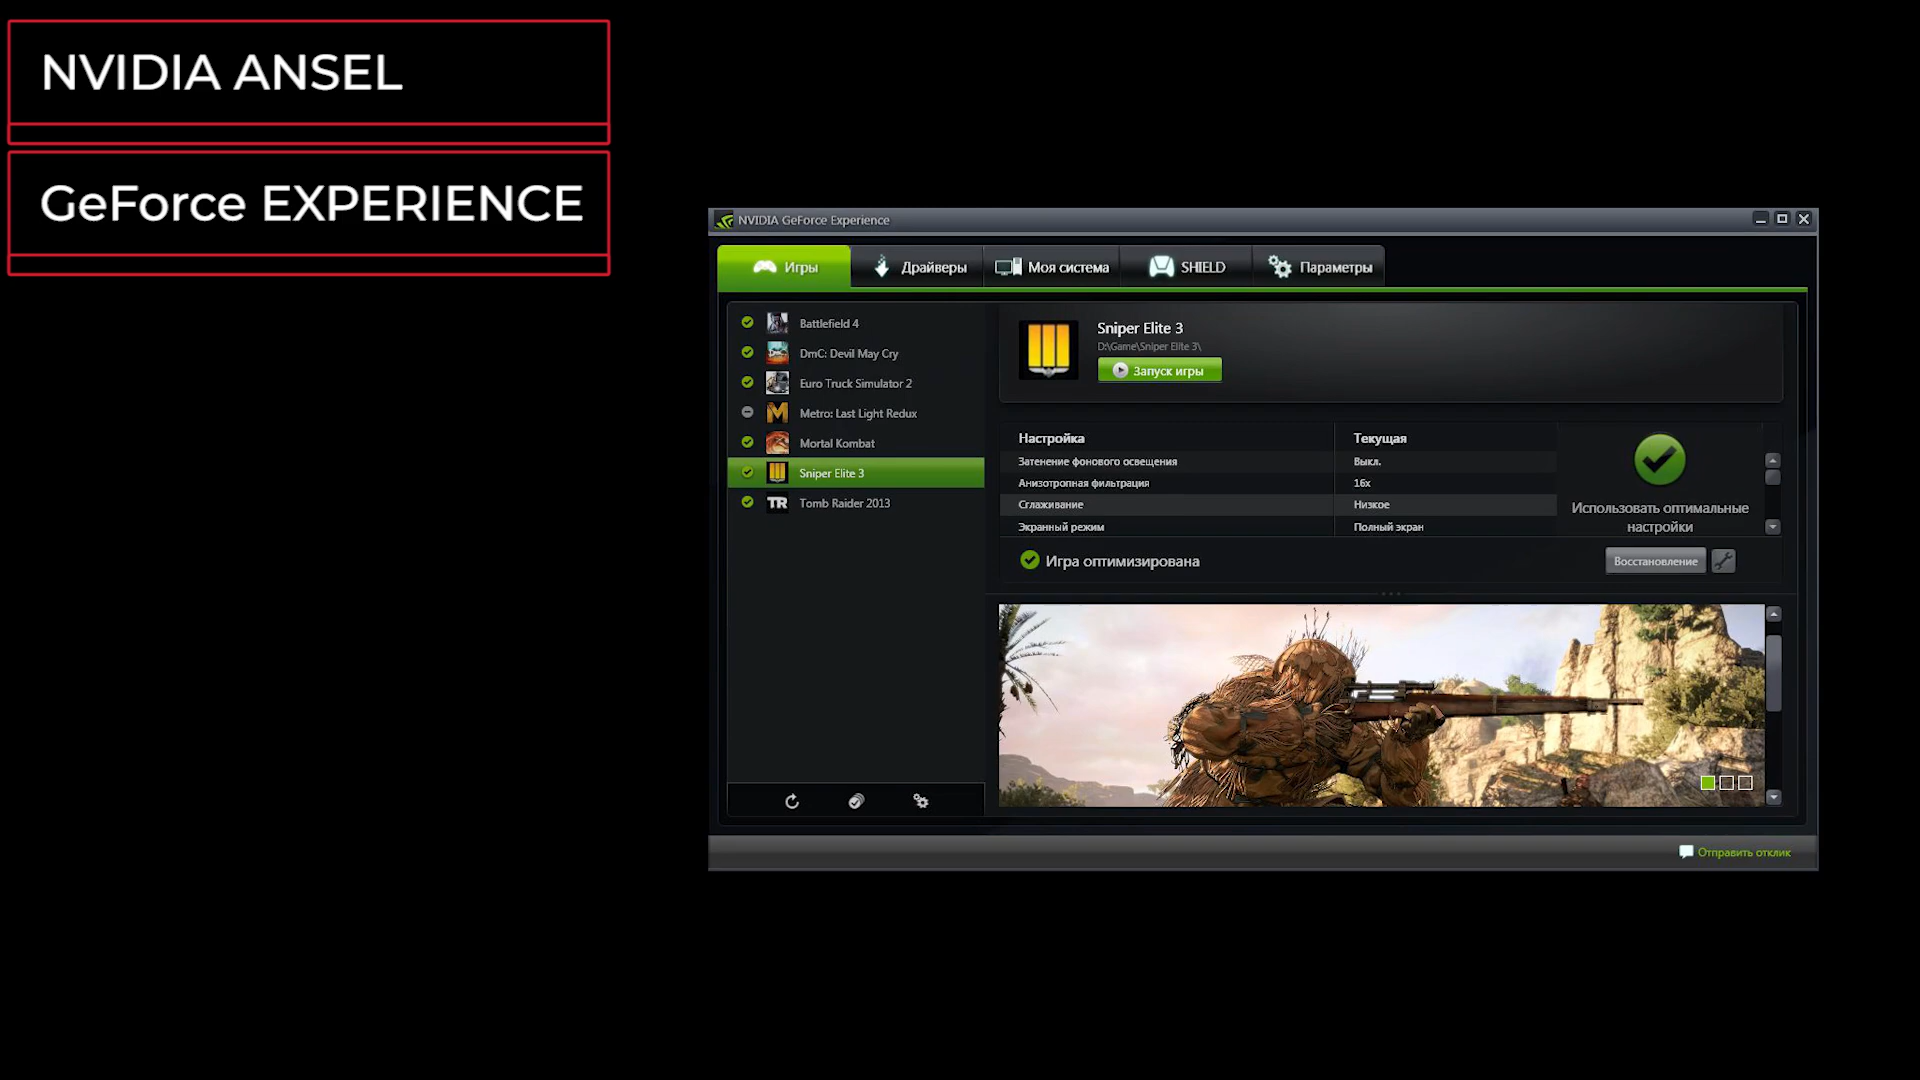 NVIDIA ANSEL
GeForce EXPERIENCE
NVIDIA GeForce Experience
Игры
Драйверы
Моя система
SHIELD
Параметры
Battlefield 4
DmC: Devil May Cry
Euro Truck Simulator 2
Metro: Last Light Redux
Mortal Kombat
Sniper Elite 3
TR Tomb Raider 2013
Sniper Elite 3
D:\Game\Sniper Elite 3\
Запуск игры
Настройка Текущая
Затенение фонового освещения Выкл.
Анизотропная фильтрация 16x
Сглаживание Низкое
Экранный режим Полный экран
Использовать оптимальные
настройки
Игра оптимизирована
Восстановление
Отправить отклик